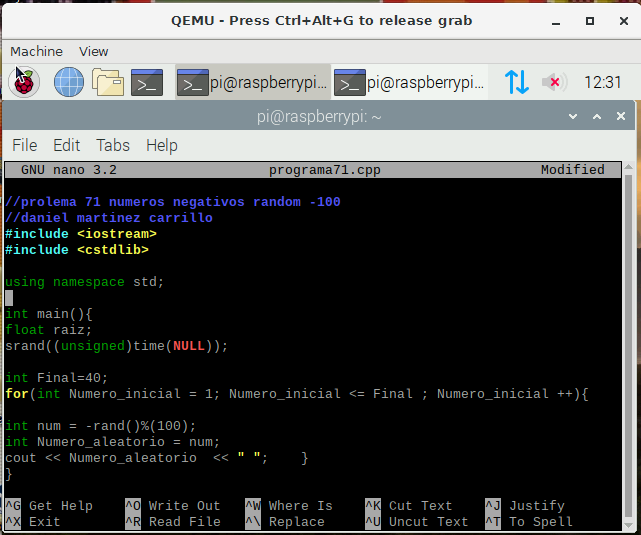 QEMU - Press Ctrl+Alt+G to release grab
Machine View
pi@raspberrypi... pi@raspberrypi... 12:31
pi@raspberrypi: ~
File Edit Tabs Help
GNU nano 3.2 programa71.cpp Modified
//prolema 71 numeros negativos random -100
//daniel martinez carrillo
#include <iostream>
#include <cstdlib>
using namespace std;
int main(){
float raiz;
srand((unsigned)time(NULL));
int Final=40;
for(int Numero_inicial = 1; Numero_inicial <= Final ; Numero_inicial ++){
int num = -rand()%(100);
int Numero_aleatorio = num;
cout << Numero_aleatorio  << " ";    }
}
^G Get Help ^O Write Out ^W Where Is ^K Cut Text ^J Justify
^X Exit ^R Read File ^\ Replace ^U Uncut Text ^T To Spell